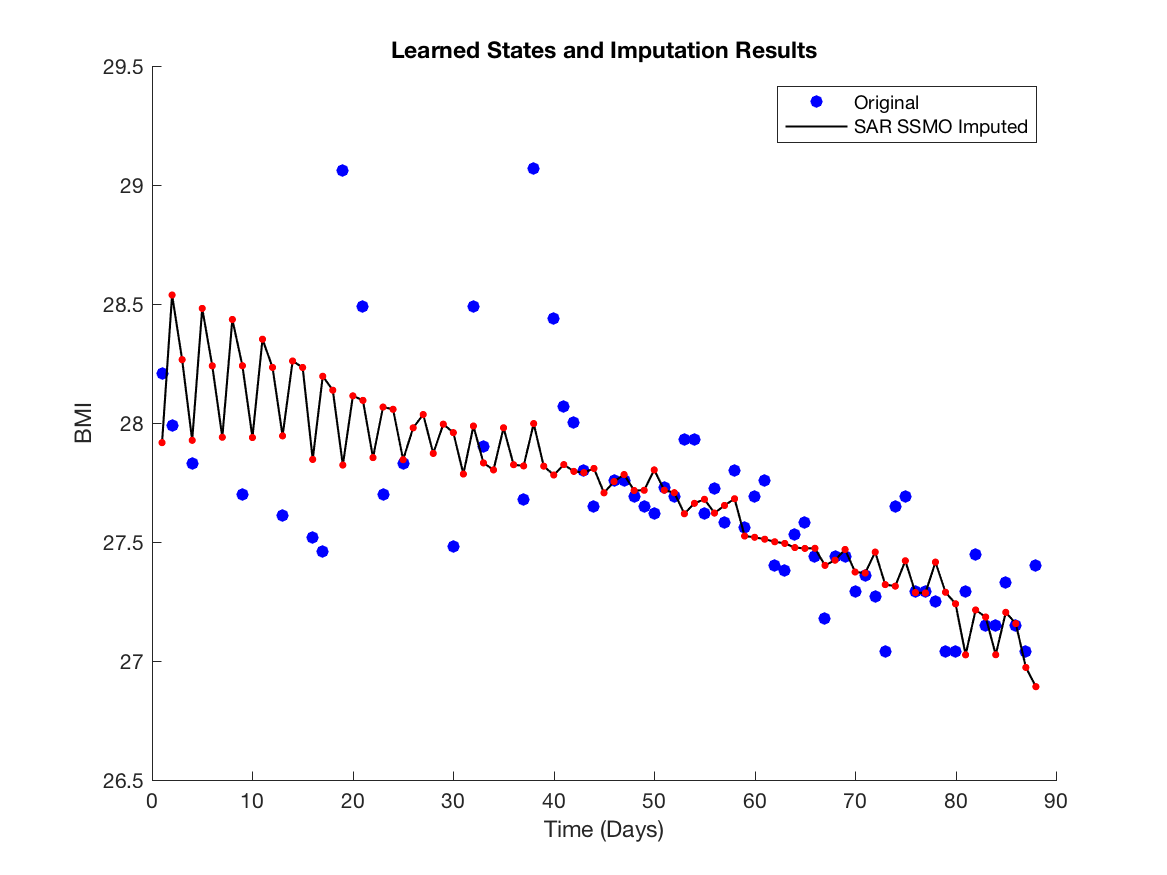 Learned States and Imputation Results
29.5
29
28.5
28
27.5
27
26.5
BMI
Original
SAR SSMO Imputed
0 10 20 30 40 50 60 70 80 90
Time (Days)